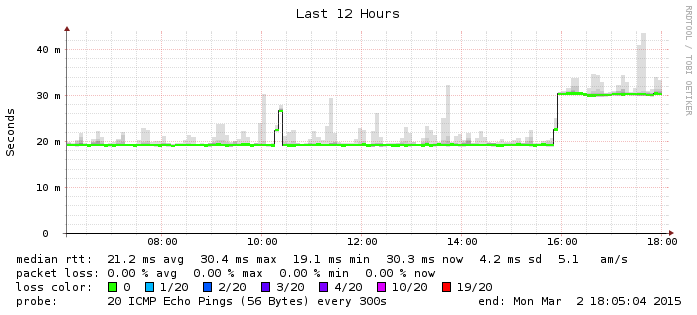 Last 12 Hours
RRDTOOL / TOBI OETIKER
Seconds
40 m
30 m
20 m
10 m
0
08:00 10:00 12:00 14:00 16:00 18:00
median rtt: 21.2 ms avg 30.4 ms max 19.1 ms min 30.3 ms now 4.2 ms sd 5.1 am/s
packet loss: 0.00 % avg 0.00 % max 0.00 % min 0.00 % now
loss color: 0 1/20 2/20 3/20 4/20 10/20 19/20
probe: 20 ICMP Echo Pings (56 Bytes) every 300s end: Mon Mar 2 18:05:04 2015